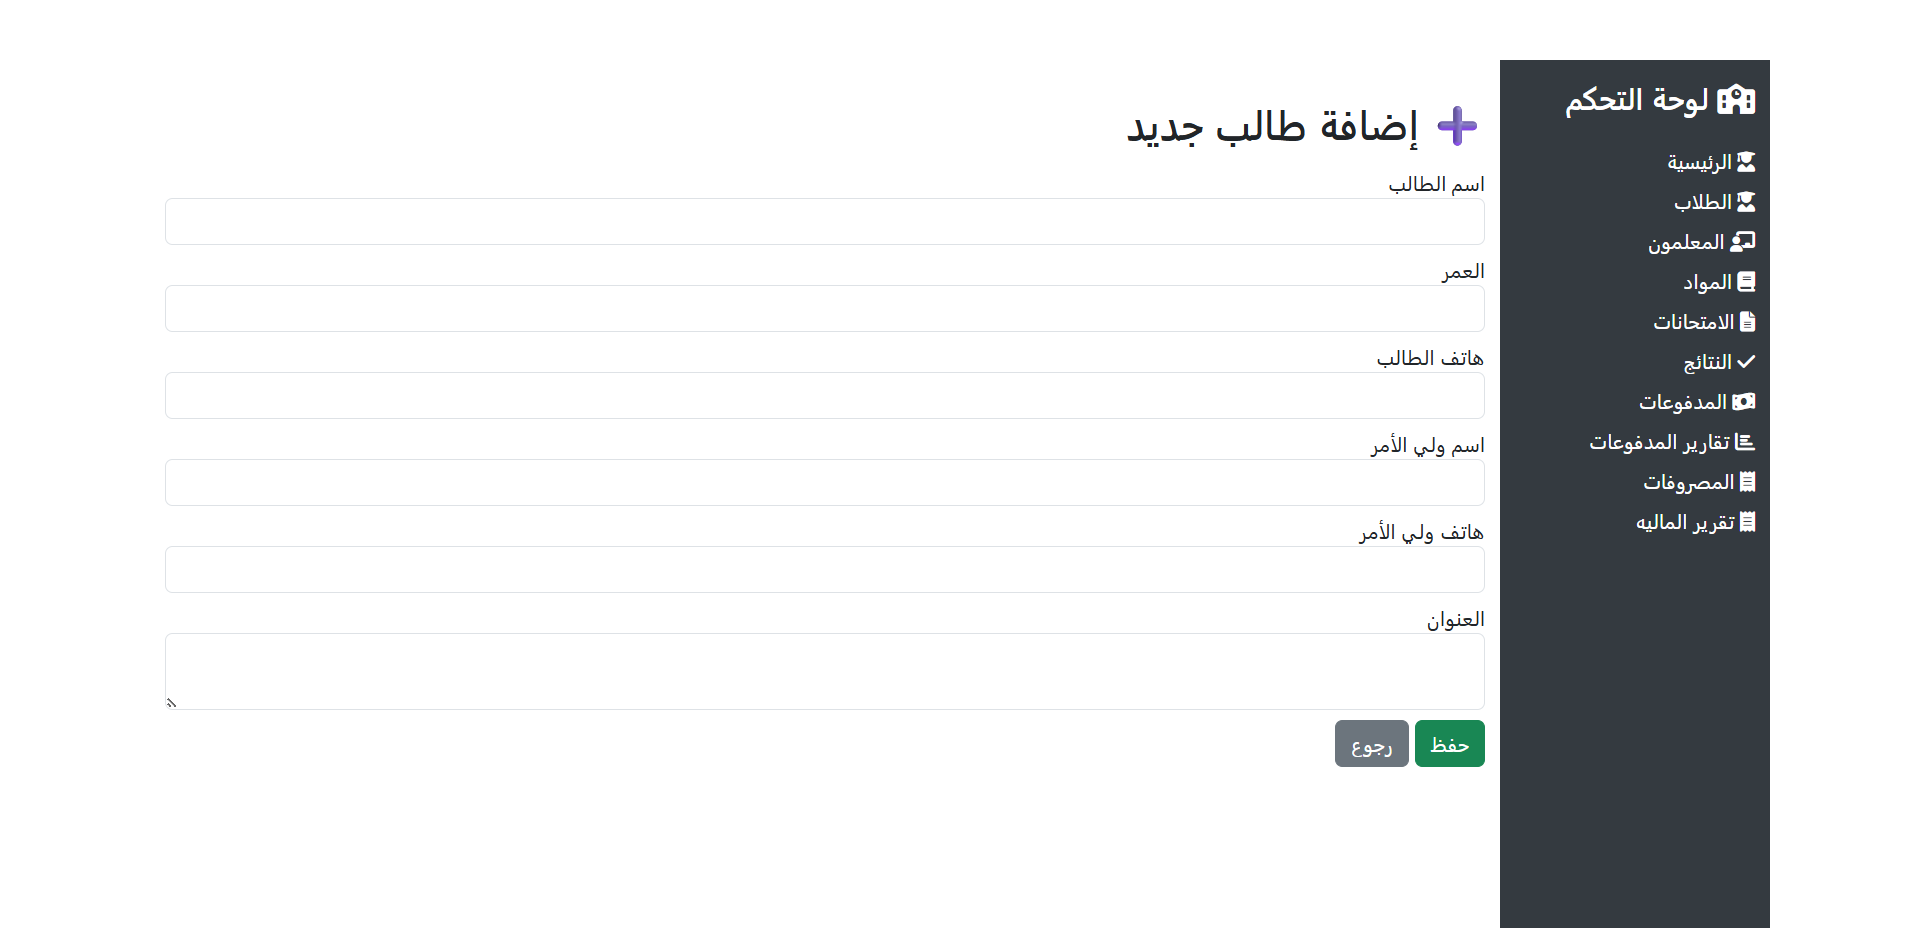 لوحة التحكم
الرئيسية
الطلاب
المعلمون
المواد
الامتحانات
النتائج
المدفوعات
تقارير المدفوعات
المصروفات
تقرير الماليه
➕ إضافة طالب جديد
اسم الطالب
العمر
هاتف الطالب
اسم ولي الأمر
هاتف ولي الأمر
العنوان
حفظ
رجوع